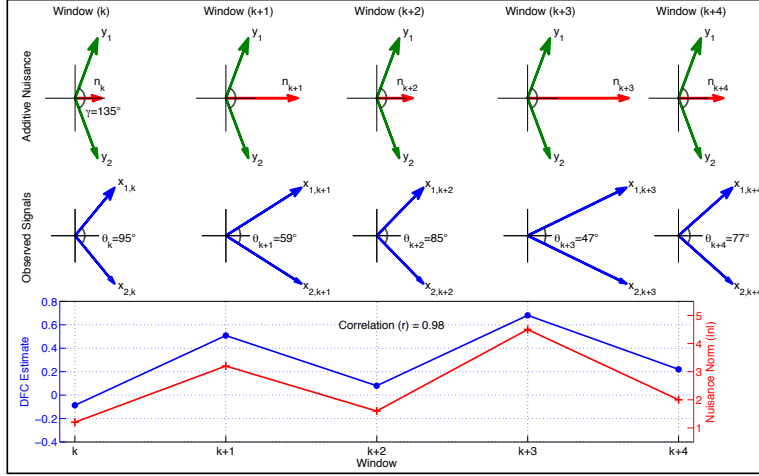 Window (k) Window (k+1) Window (k+2) Window (k+3) Window (k+4)
Additive Nuisance
y1 y1 y1 y1 y1
nk nk+1 nk+2 nk+3 nk+4
γ=135°
y2 y2 y2 y2 y2
Observed Signals
x1,k x1,k+1 x1,k+2 x1,k+3 x1,k+4
θk=95° θk+1=59° θk+2=85° θk+3=47° θk+4=77°
x2,k x2,k+1 x2,k+2 x2,k+3 x2,k+4
DFC Estimate
0.8
0.6
0.4
0.2
0
−0.2
−0.4
Correlation (r) = 0.98
5
4
3
2
1
Nuisance Norm (|n|)
k k+1 k+2 k+3 k+4
Window